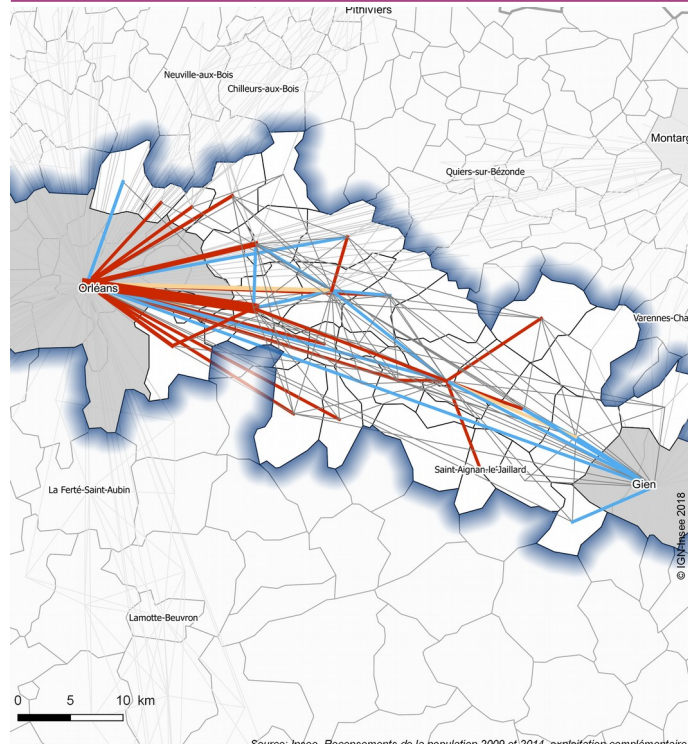 Pithiviers
Neuville-aux-Bois
Chilleurs-aux-Bois
Montarg
Quiers-sur-Bézonde
Orléans
Varennes-Cha
Saint-Aignan-le-Jaillard
Gien
La Ferté-Saint-Aubin
© IGN-Insee 2018
Lamotte-Beuvron
0 5 10 km
Source: Insee, Recensements de la population 2009 et 2014, exploitation complémentaire